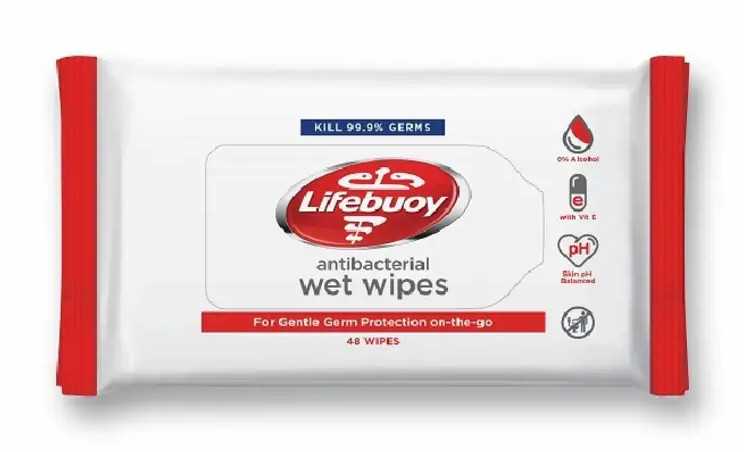 KILL 99.9% GERMS
Lifebuoy
antibacterial
wet wipes
For Gentle Germ Protection on-the-go
48 WIPES
0% Alcohol
e
with Vit E
pH
Skin pH
Balanced